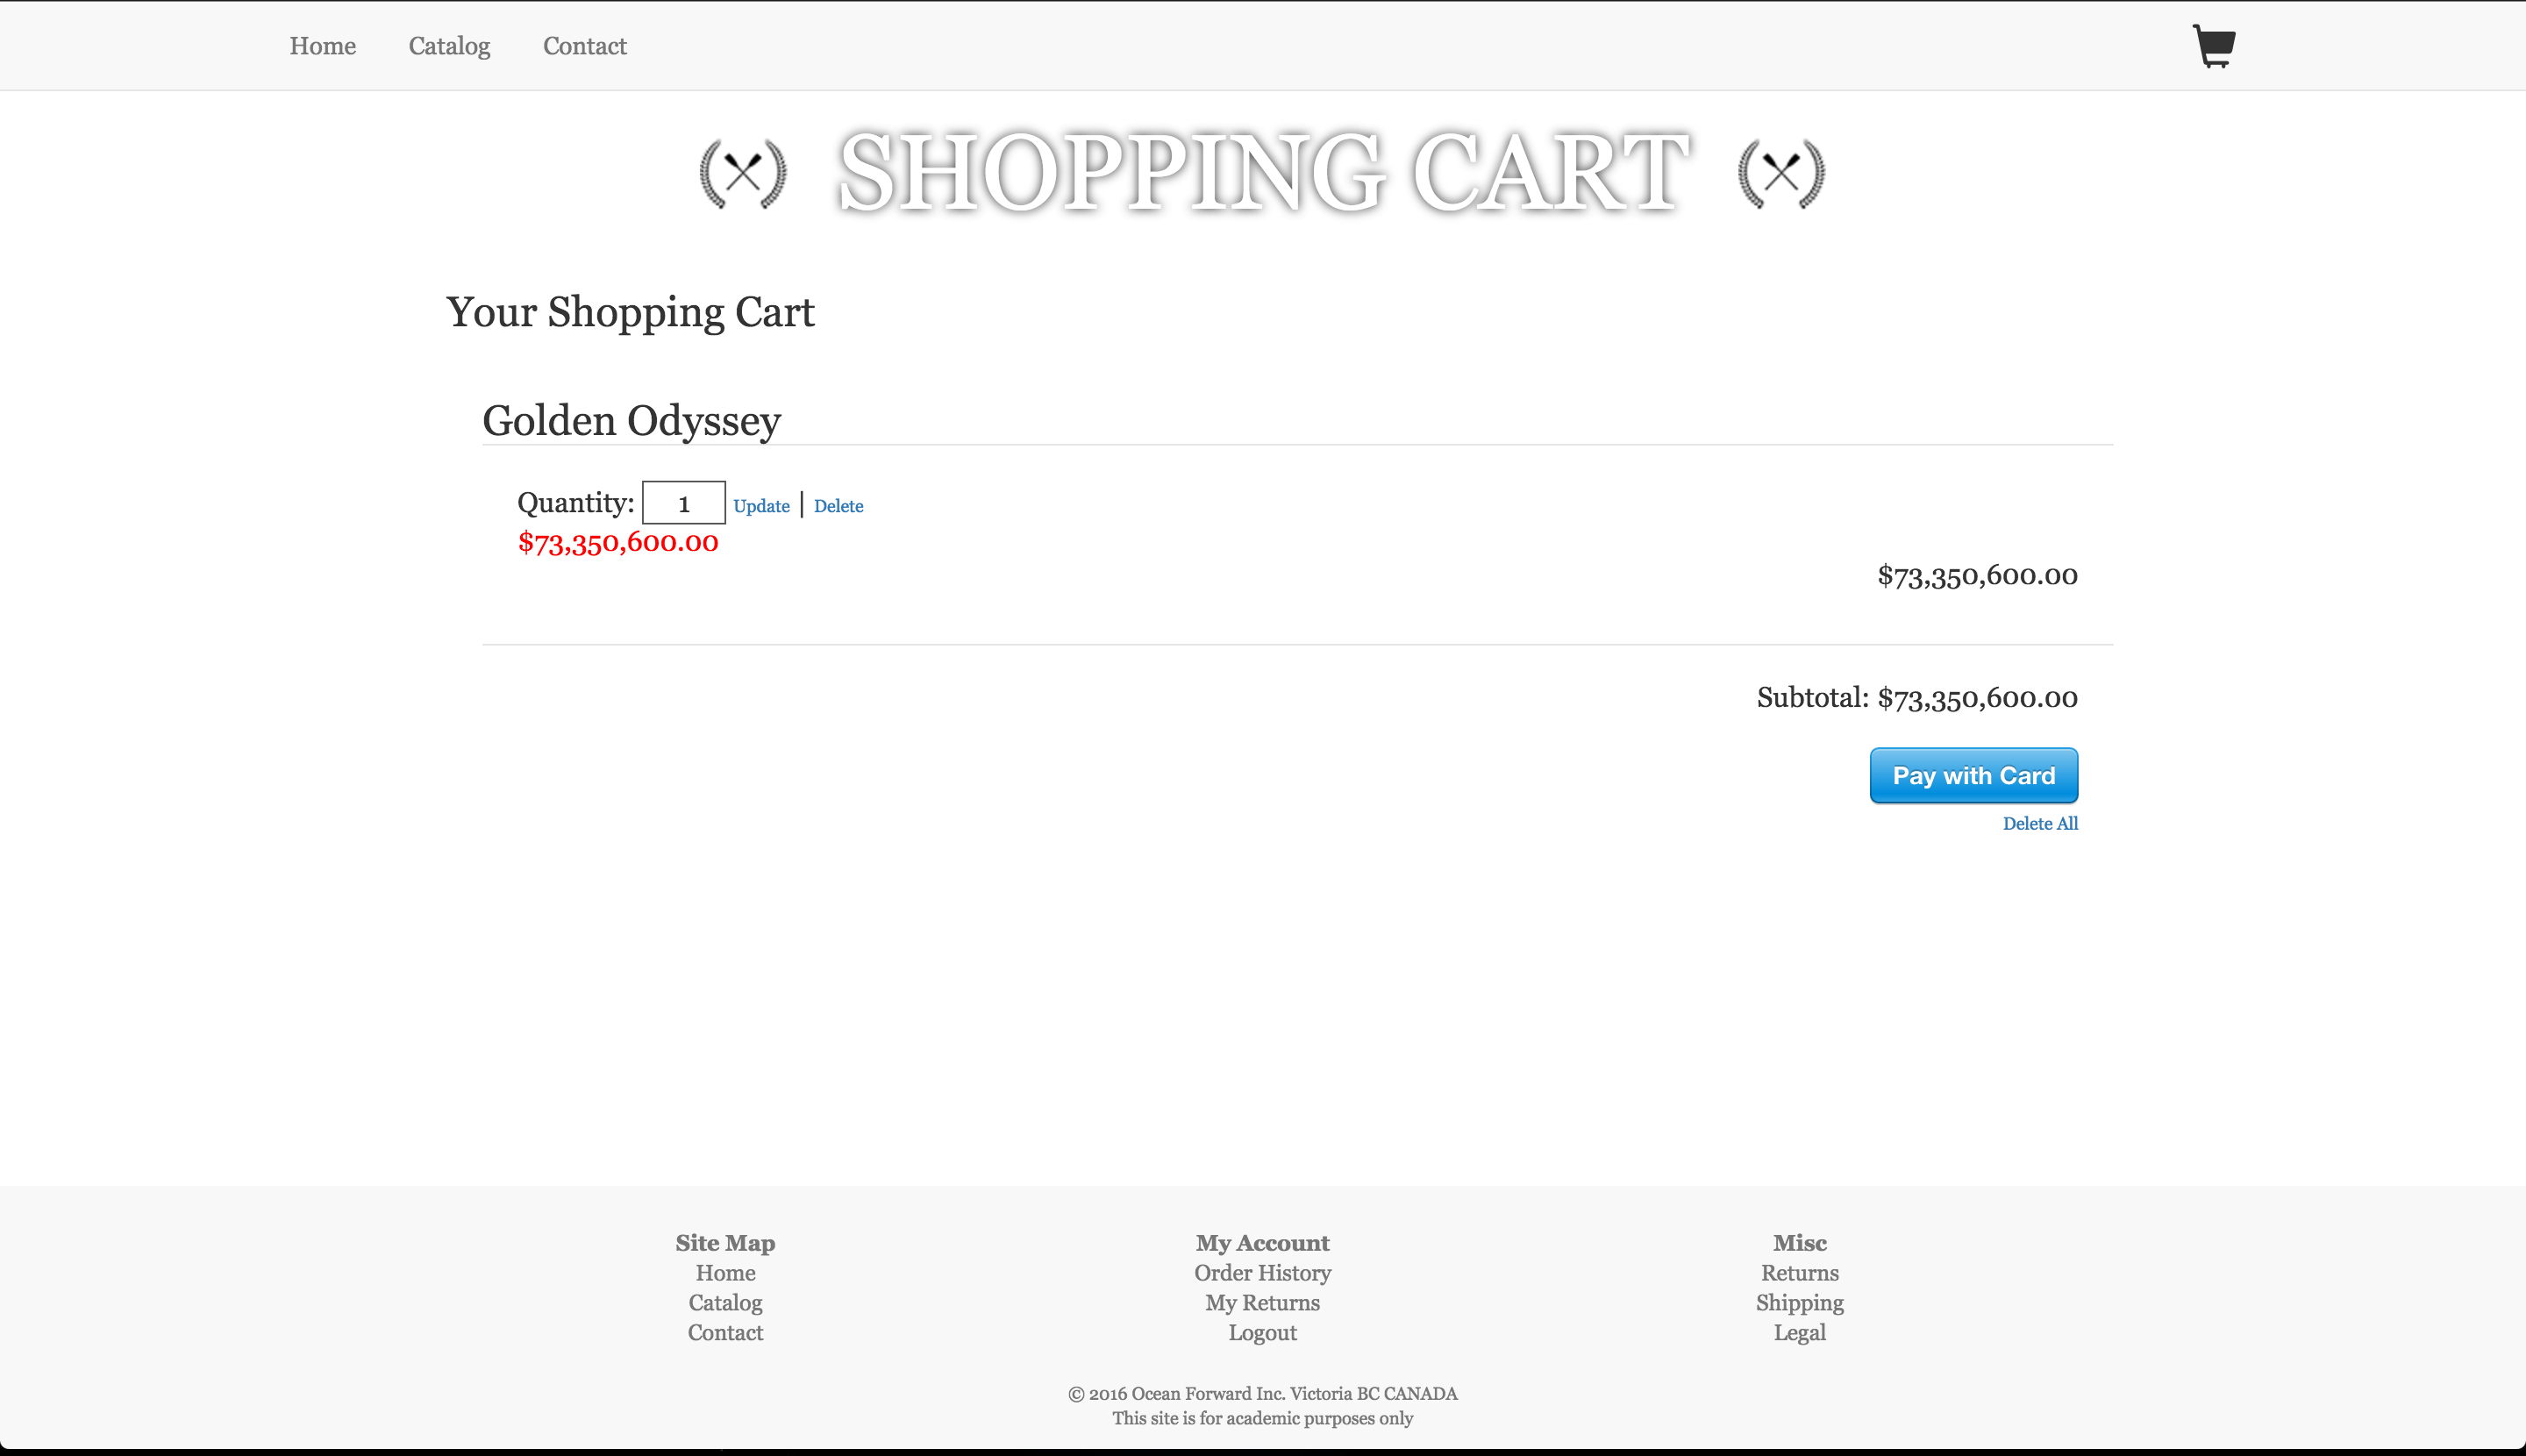 Home Catalog Contact
SHOPPING CART
Your Shopping Cart
Golden Odyssey
Quantity: 1 Update | Delete
$73,350,600.00
$73,350,600.00
Subtotal: $73,350,600.00
Pay with Card
Delete All
Site Map
Home
Catalog
Contact
My Account
Order History
My Returns
Logout
Misc
Returns
Shipping
Legal
© 2016 Ocean Forward Inc. Victoria BC CANADA
This site is for academic purposes only